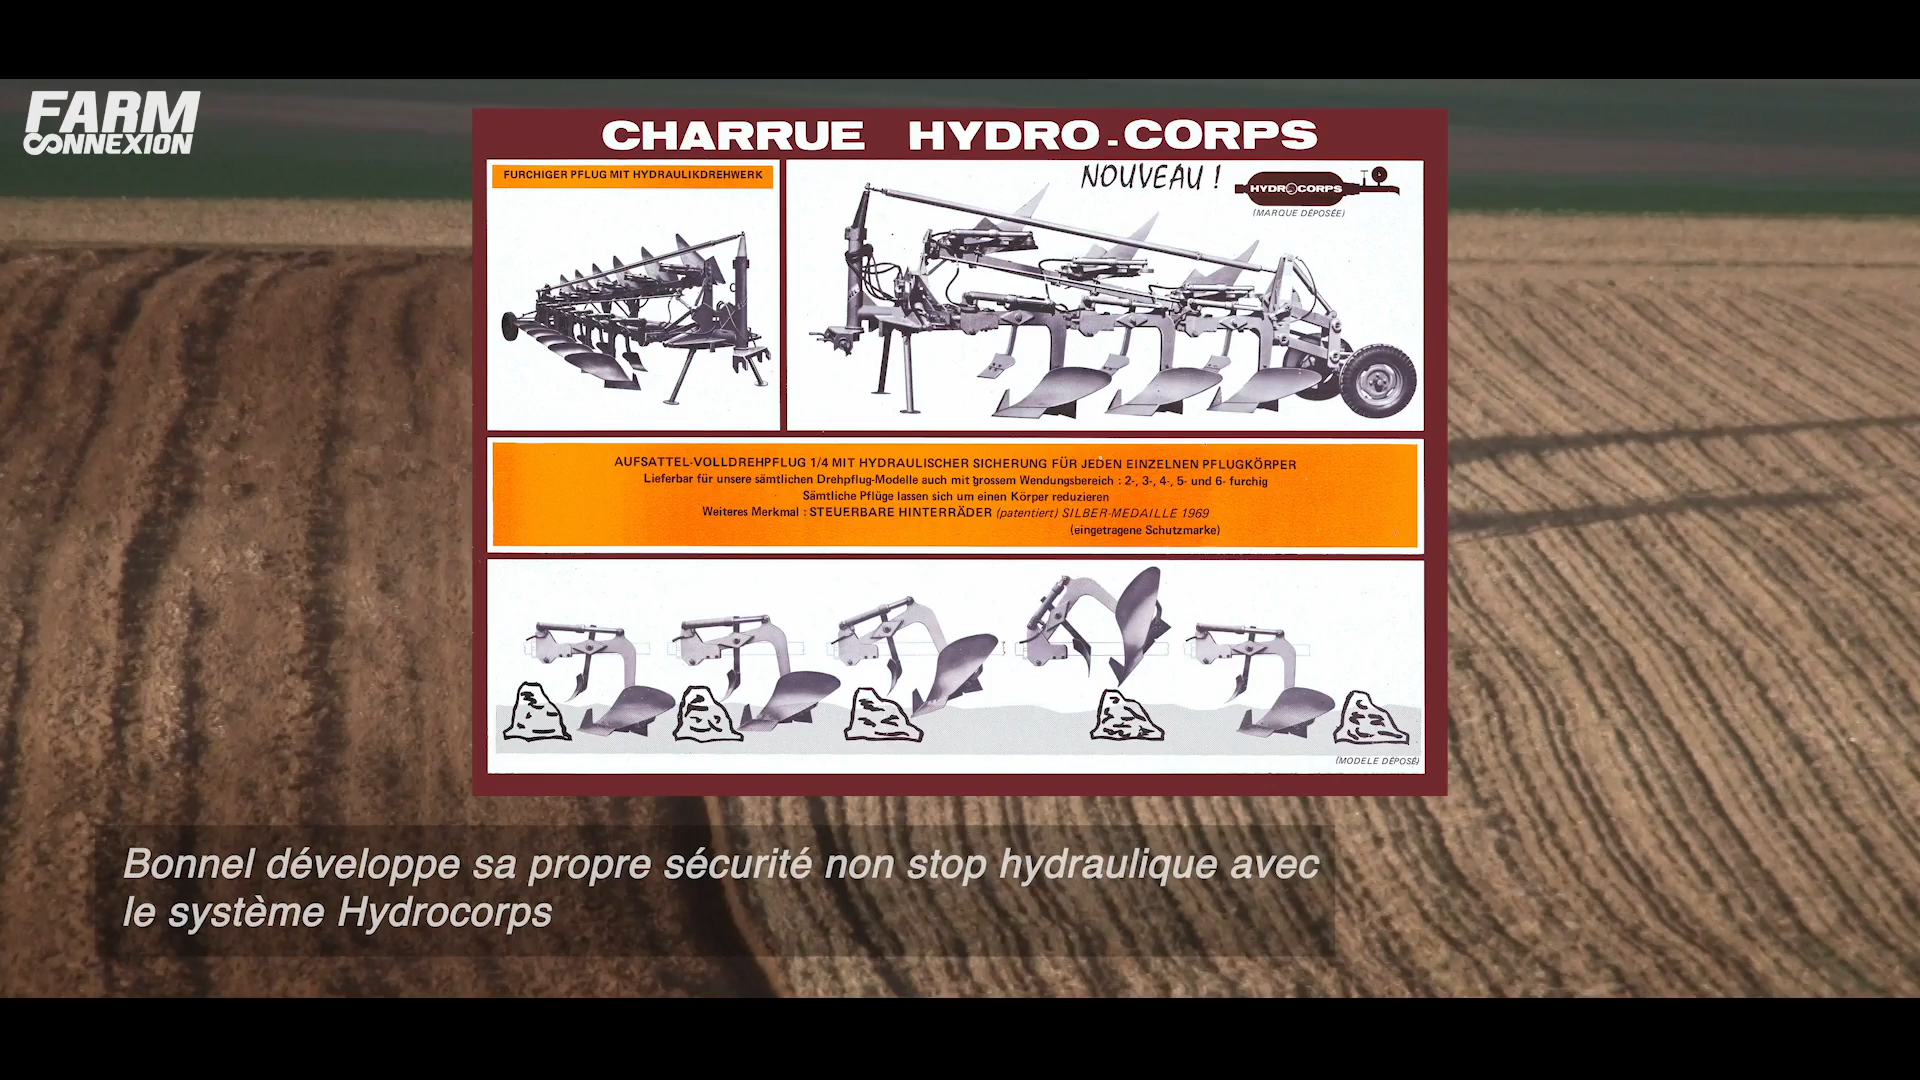 FARM
CONNEXION
CHARRUE HYDRO-CORPS
FURCHIGER PFLUG MIT HYDRAULIKDREHWERK
NOUVEAU !
HYDROCORPS
(MARQUE DÉPOSÉE)
AUFSATTEL-VOLLDREHPFLUG 1/4 MIT HYDRAULISCHER SICHERUNG FÜR JEDEN EINZELNEN PFLUGKÖRPER
Lieferbar für unsere sämtlichen Drehpflug-Modelle auch mit grossem Wendungsbereich : 2-, 3-, 4-, 5- und 6- furchig
Sämtliche Pflüge lassen sich um einen Körper reduzieren
Weiteres Merkmal : STEUERBARE HINTERRÄDER (patentiert) SILBER-MEDAILLE 1969
(eingetragene Schutzmarke)
(MODELE DÉPOSÉ)
Bonnel développe sa propre sécurité non stop hydraulique avec
le système Hydrocorps